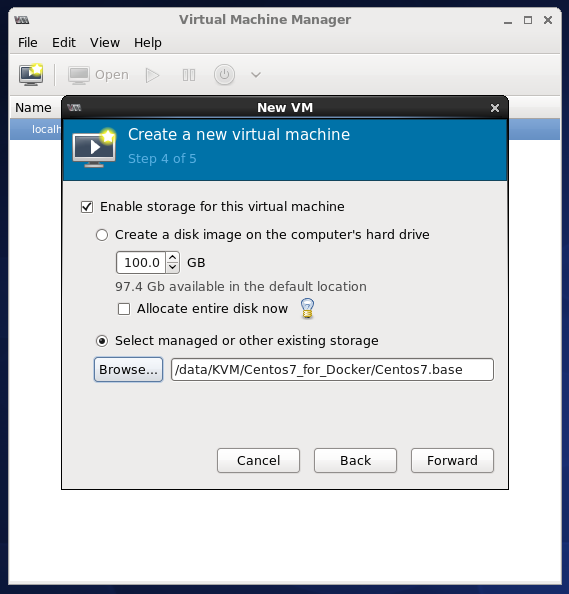 Virtual Machine Manager
File Edit View Help
Open
Name
New VM
Create a new virtual machine
Step 4 of 5
Enable storage for this virtual machine
Create a disk image on the computer's hard drive
100.0 GB
97.4 Gb available in the default location
Allocate entire disk now
Select managed or other existing storage
Browse... /data/KVM/Centos7_for_Docker/Centos7.base
Cancel Back Forward